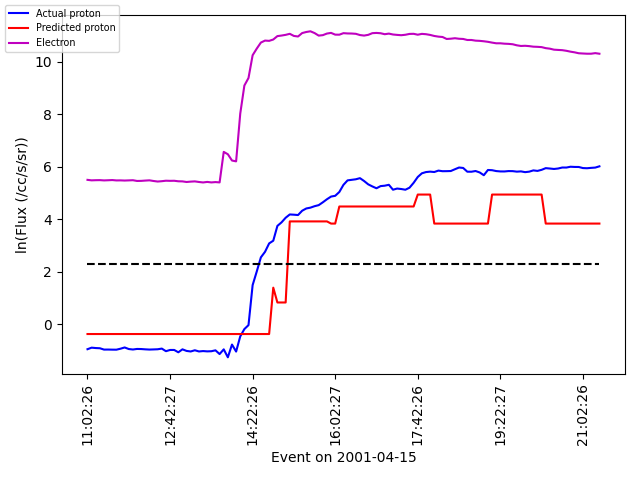 Actual proton
Predicted proton
Electron
ln(Flux (/cc/s/sr))
10
8
6
4
2
0
11:02:26
12:42:27
14:22:26
16:02:27
17:42:26
19:22:27
21:02:26
Event on 2001-04-15